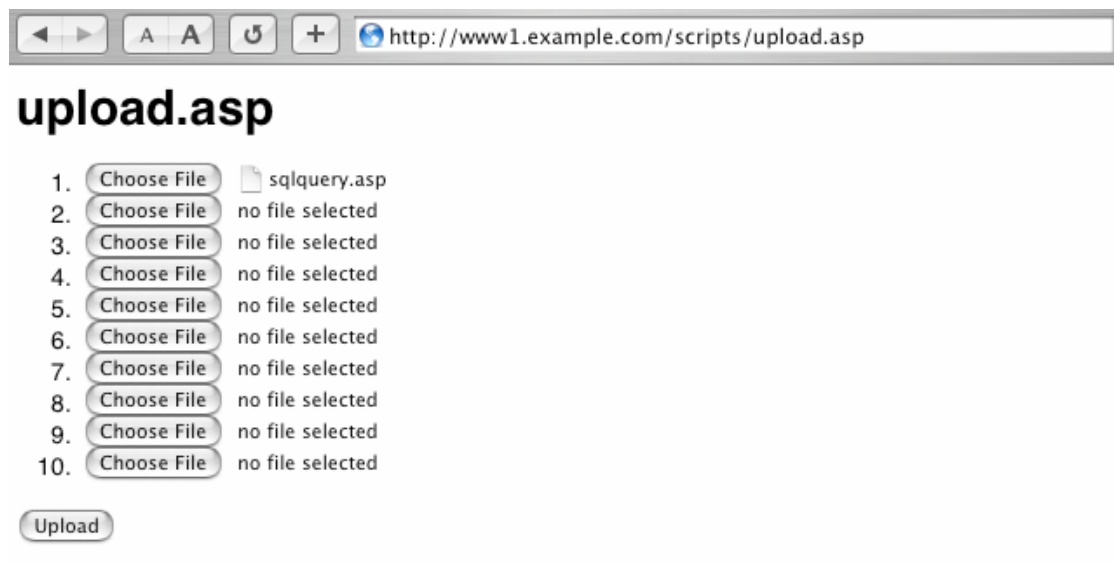 A A + http://www1.example.com/scripts/upload.asp
upload.asp
1. Choose File sqlquery.asp
2. Choose File no file selected
3. Choose File no file selected
4. Choose File no file selected
5. Choose File no file selected
6. Choose File no file selected
7. Choose File no file selected
8. Choose File no file selected
9. Choose File no file selected
10. Choose File no file selected
Upload